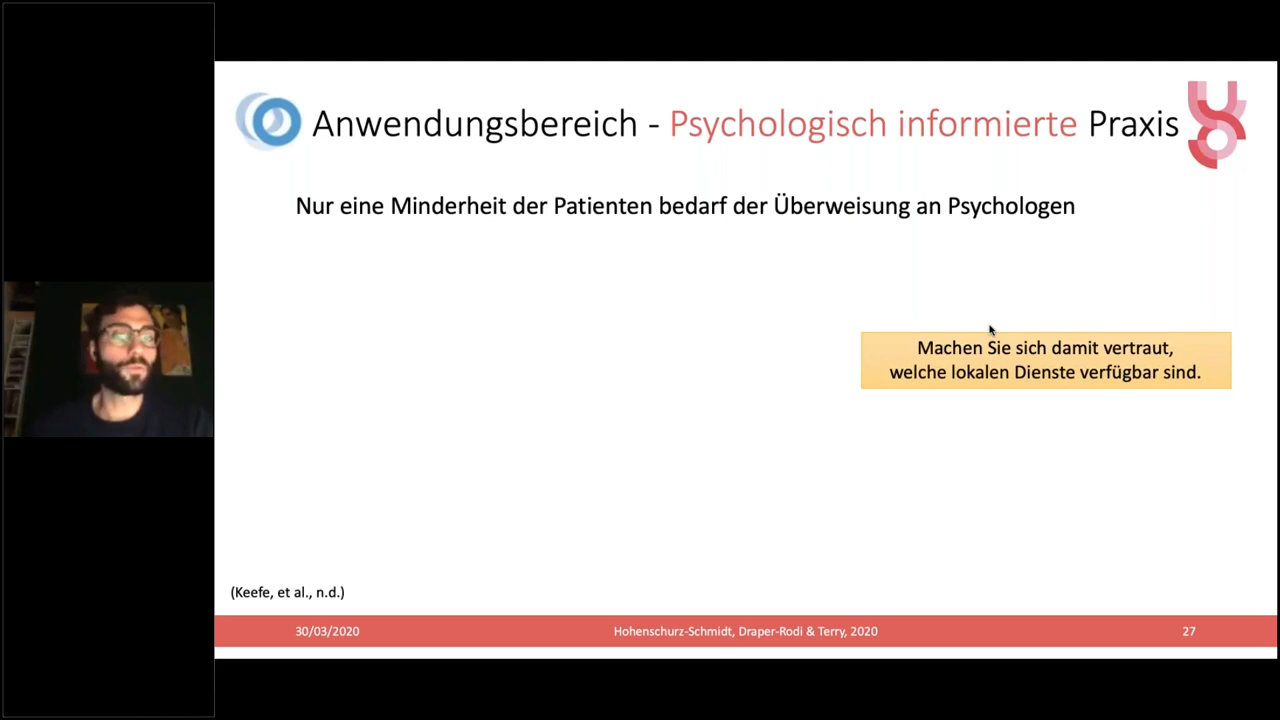 Anwendungsbereich - Psychologisch informierte Praxis
Nur eine Minderheit der Patienten bedarf der Überweisung an Psychologen
Machen Sie sich damit vertraut,
welche lokalen Dienste verfügbar sind.
(Keefe, et al., n.d.)
30/03/2020 Hohenschurz-Schmidt, Draper-Rodi & Terry, 2020 27